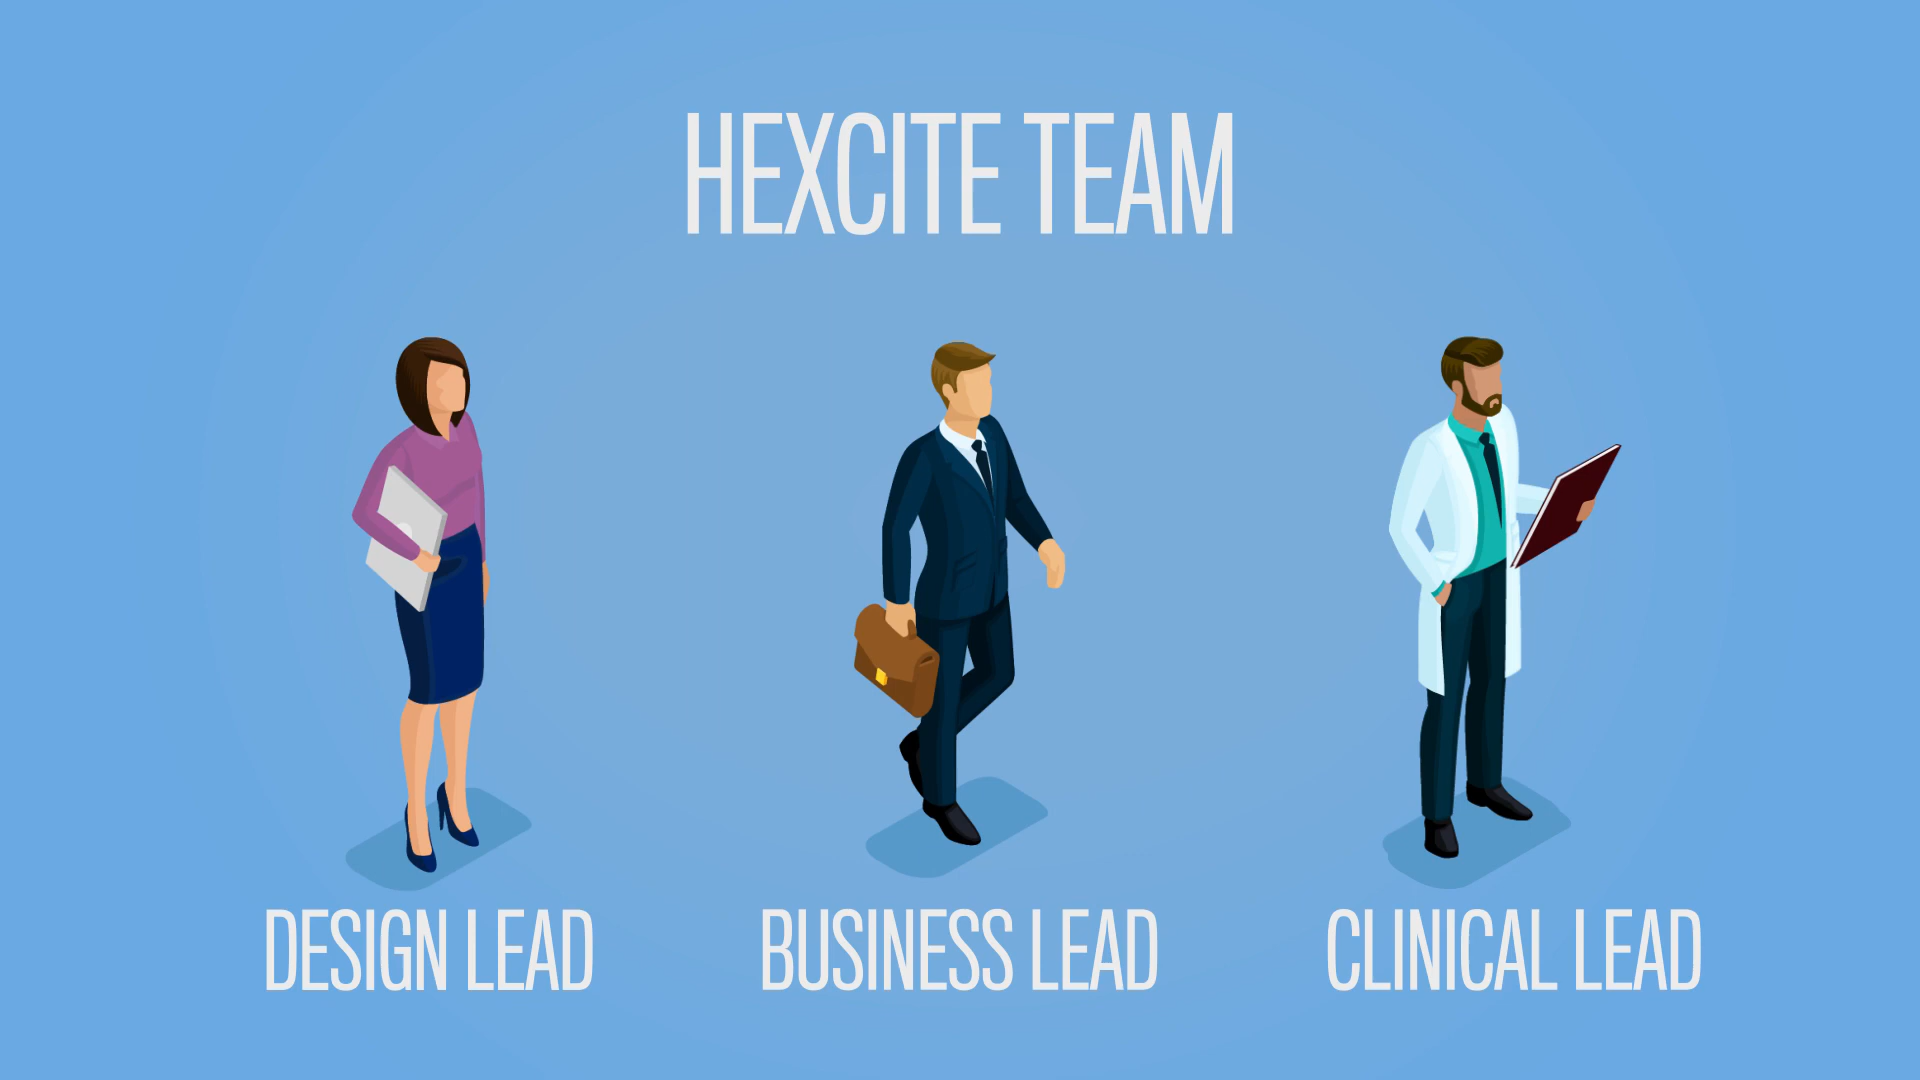 HEXCITE TEAM
DESIGN LEAD
BUSINESS LEAD
CLINICAL LEAD